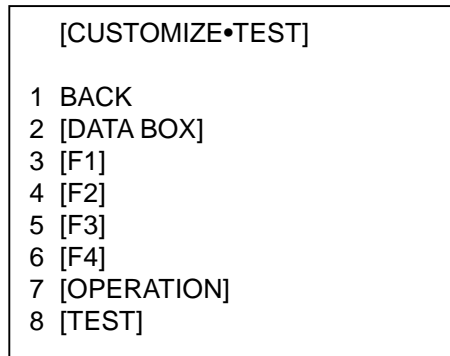 [CUSTOMIZE•TEST]
1 BACK
2 [DATA BOX]
3 [F1]
4 [F2]
5 [F3]
6 [F4]
7 [OPERATION]
8 [TEST]